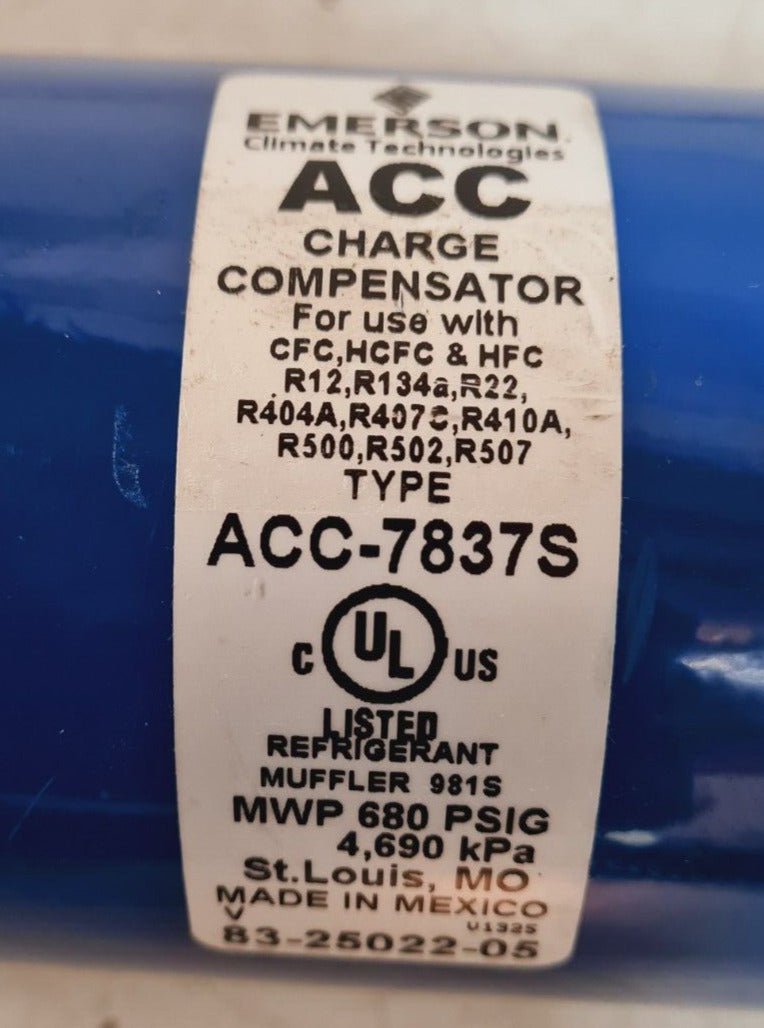 EMERSON.
Climate Technologies
ACC
CHARGE
COMPENSATOR
For use with
CFC,HCFC & HFC
R12,R134a,R22,
R404A,R407C,R410A,
R500,R502,R507
TYPE
ACC-7837S
C UL US
LISTED
REFRIGERANT
MUFFLER 981S
MWP 680 PSIG
4,690 kPa
St.Louis, MO
MADE IN MEXICO
V U1325
83-25022-05